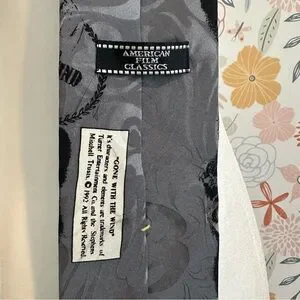 AMERICAN
FILM
CLASSICS
"GONE WITH THE WIND"
It's characters and elements are trademarks of
Turner Entertainment Co. and the Stephens
Mitchell Trusts. © 1992 All Rights Reserved.